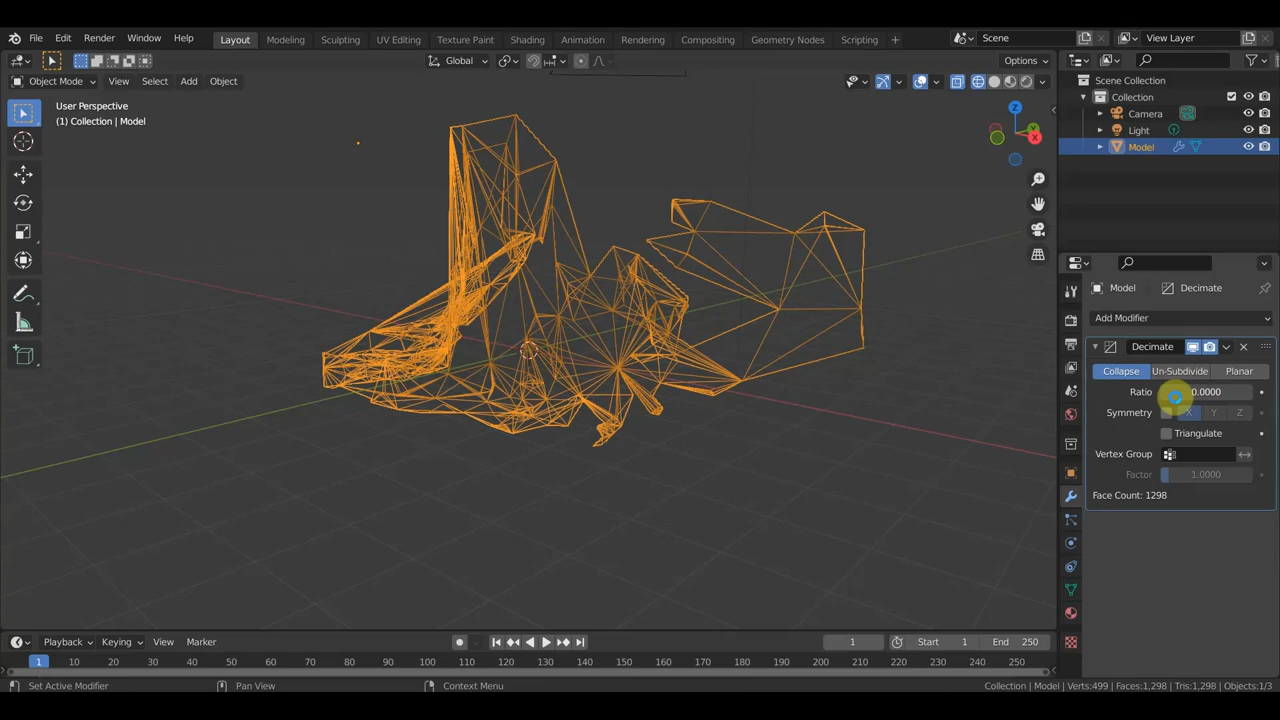 File Edit Render Window Help Layout Modeling Sculpting UV Editing Texture Paint Shading Animation Rendering Compositing Geometry Nodes Scripting + Scene View Layer
Global Options
Object Mode View Select Add Object
Scene Collection
Collection
Camera
Light
Model
User Perspective
(1) Collection | Model
Z
Y
X
Model Decimate
Add Modifier
Decimate
Collapse Un-Subdivide Planar
Ratio 0.0000
Symmetry X Y Z
Triangulate
Vertex Group
Factor 1.0000
Face Count: 1298
Playback Keying View Marker 1 Start 1 End 250
1 10 20 30 40 50 60 70 80 90 100 110 120 130 140 150 160 170 180 190 200 210 220 230 240 250
Set Active Modifier Pan View Context Menu Collection | Model | Verts:499 | Faces:1,298 | Tris:1,298 | Objects:1/3